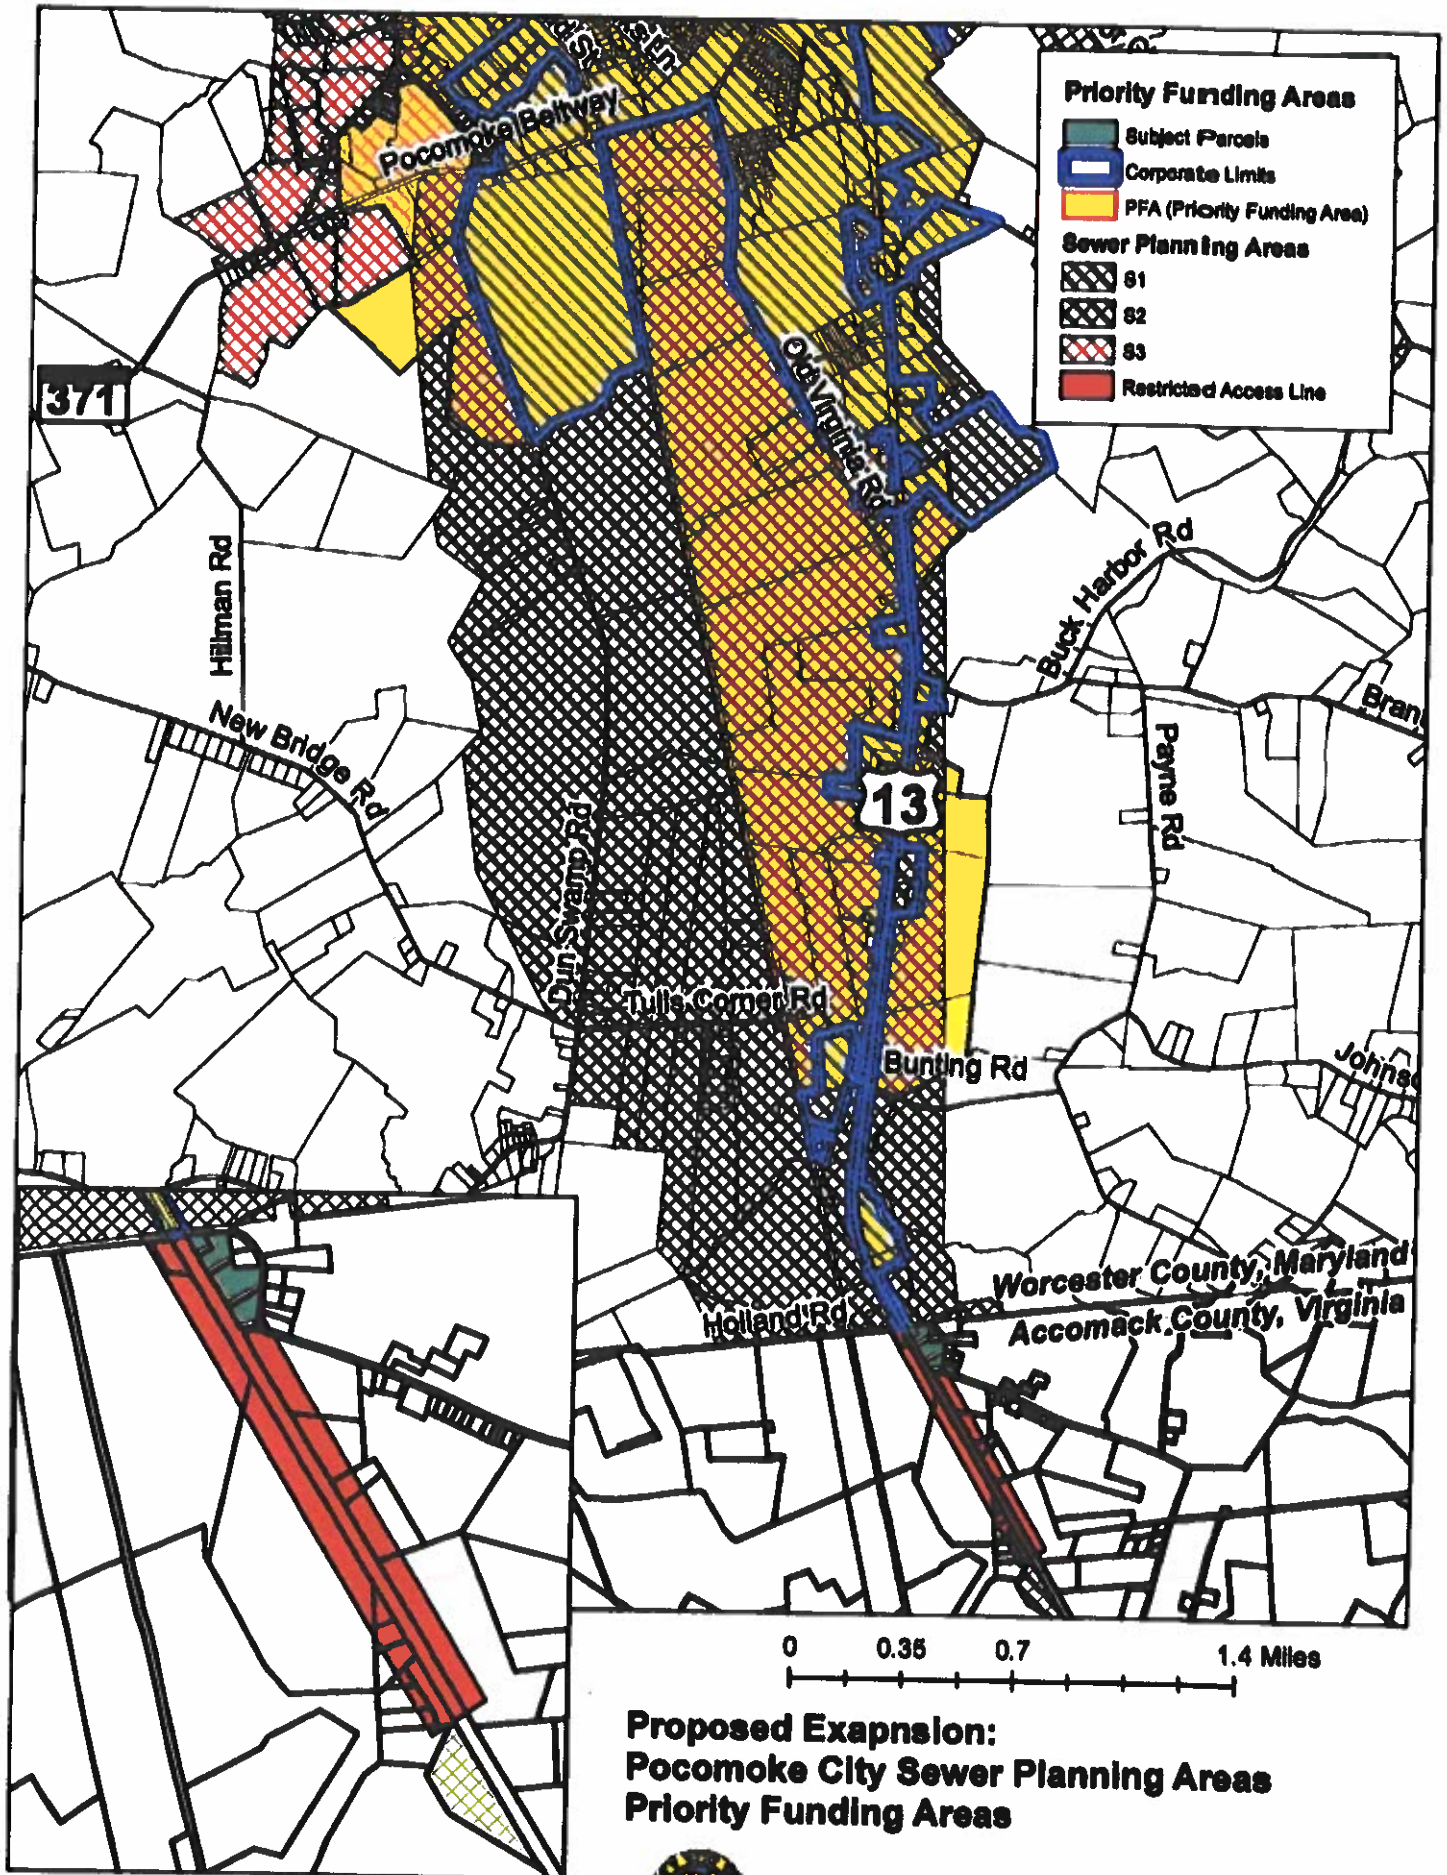 Priority Funding Areas
Subject Parcels
Corporate Limits
PFA (Priority Funding Area)
Sewer Planning Areas
S1
S2
S3
Restricted Access Line
Pocomoke Beltway
371
Old Virginia Rd
Hillman Rd
Buck Harbor Rd
New Bridge Rd
Payne Rd
13
Dun Swamp Rd
Tulls Corner Rd
Bunting Rd
Worcester County, Maryland
Accomack County, Virginia
Holland Rd
0 0.35 0.7 1.4 Miles
Proposed Exapnsion:
Pocomoke City Sewer Planning Areas
Priority Funding Areas